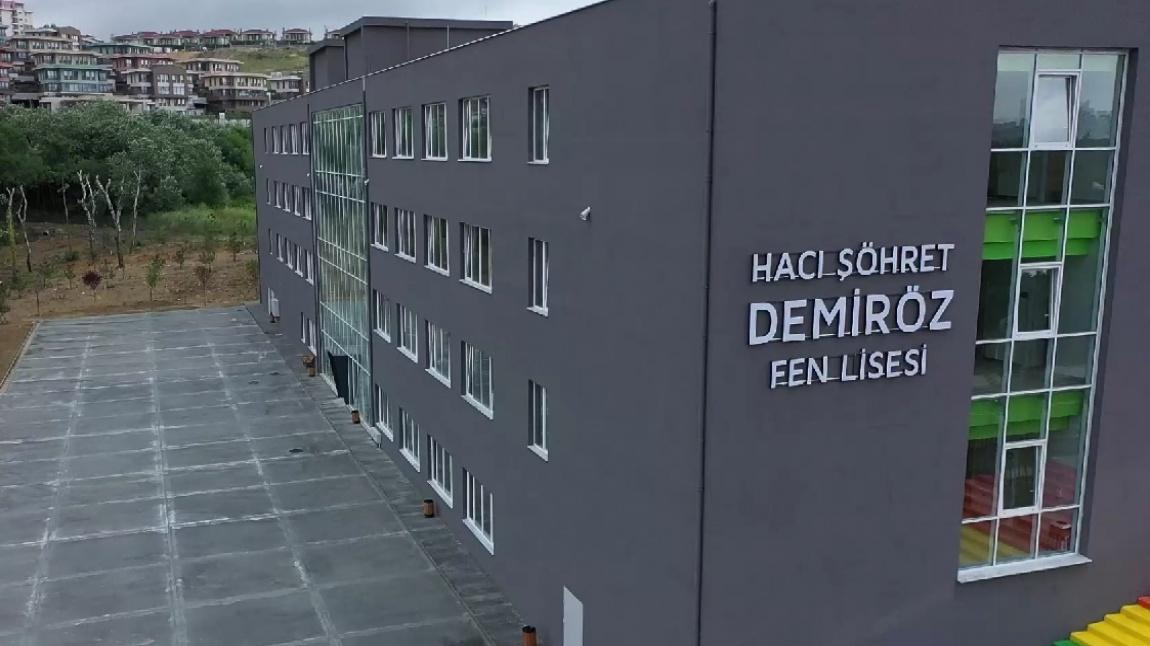 HACI ŞÖHRET
DEMİRÖZ
FEN LİSESİ